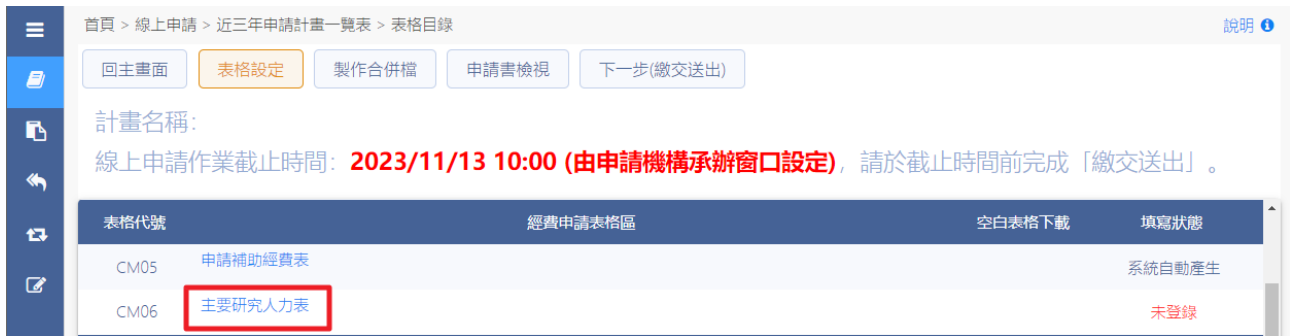 首頁 > 線上申請 > 近三年申請計畫一覽表 > 表格目錄 說明
回主畫面 表格設定 製作合併檔 申請書檢視 下一步(繳交送出)
計畫名稱:
線上申請作業截止時間: 2023/11/13 10:00 (由申請機構承辦窗口設定), 請於截止時間前完成「繳交送出」。
表格代號 經費申請表格區 空白表格下載 填寫狀態
CM05 申請補助經費表 系統自動產生
CM06 主要研究人力表 未登錄